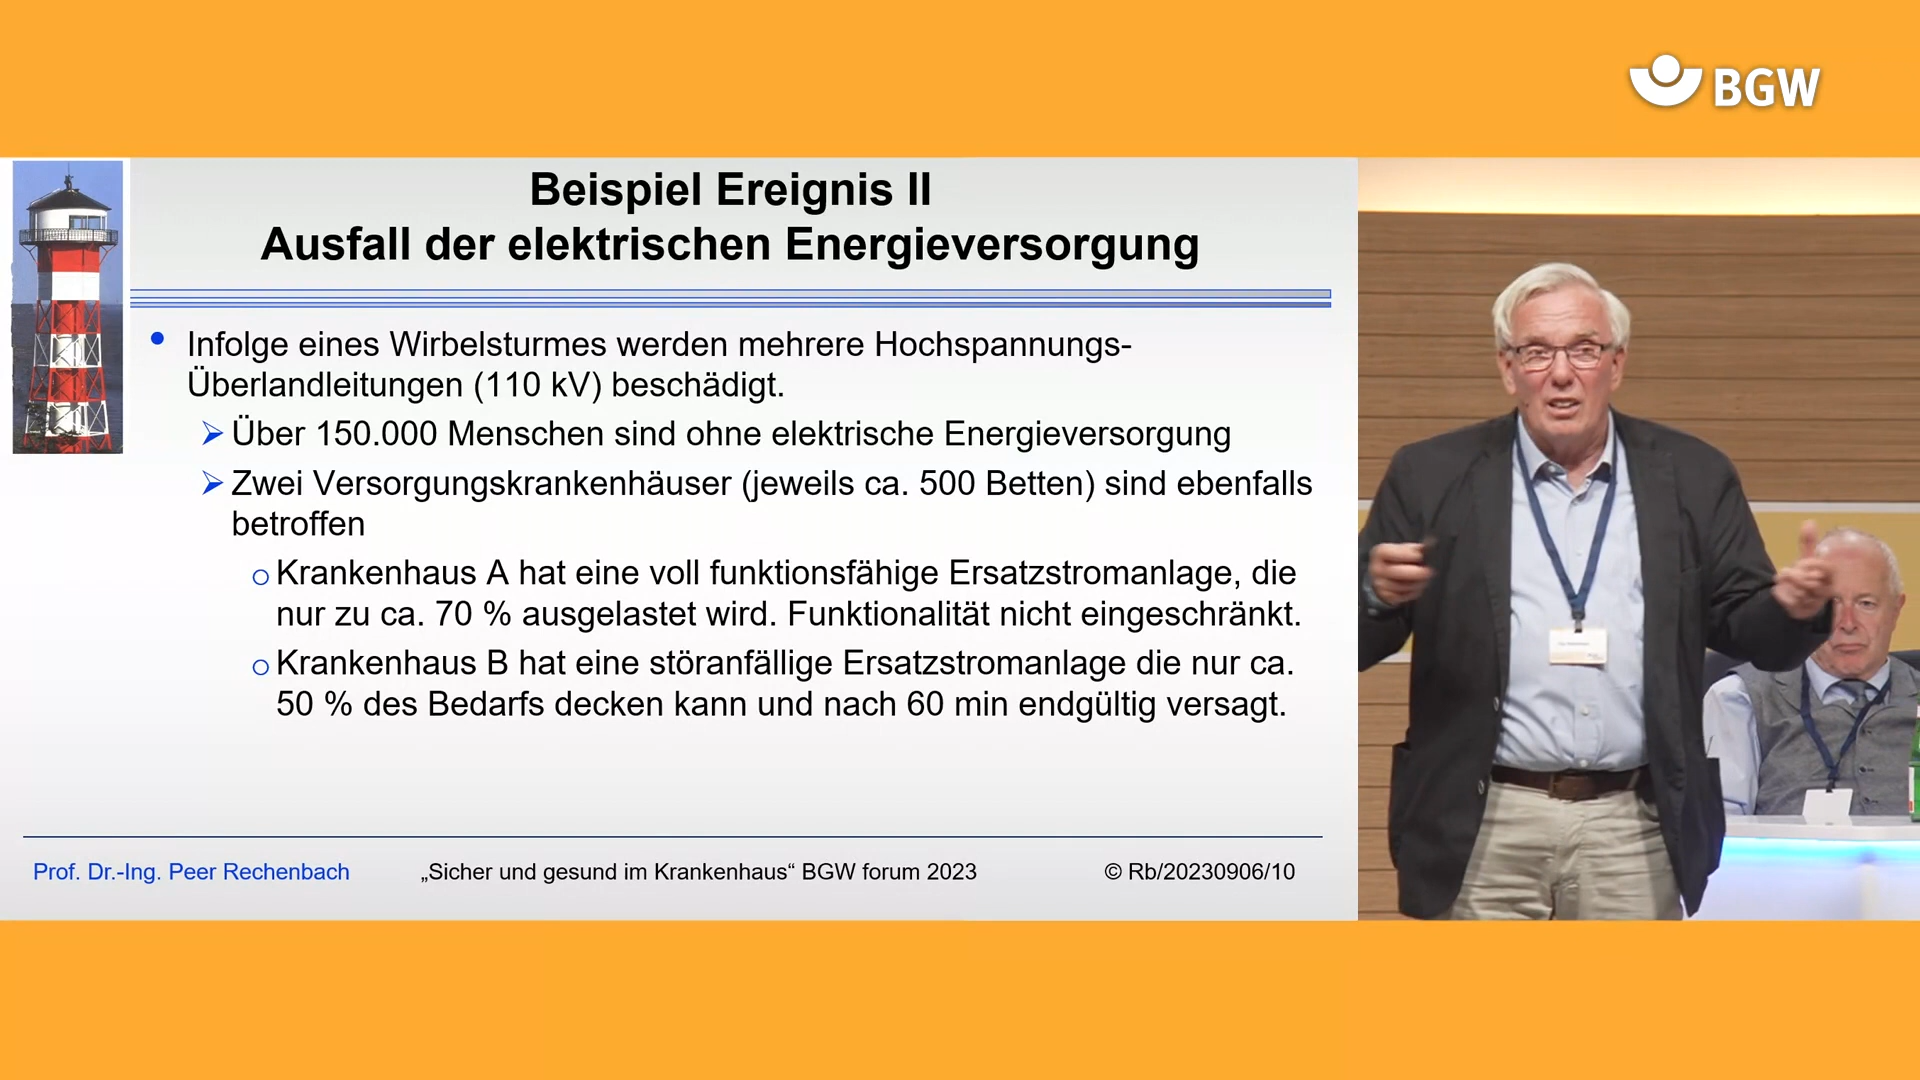 BGW
Beispiel Ereignis II
Ausfall der elektrischen Energieversorgung
• Infolge eines Wirbelsturmes werden mehrere Hochspannungs-
Überlandleitungen (110 kV) beschädigt.
➢ Über 150.000 Menschen sind ohne elektrische Energieversorgung
➢ Zwei Versorgungskrankenhäuser (jeweils ca. 500 Betten) sind ebenfalls
betroffen
o Krankenhaus A hat eine voll funktionsfähige Ersatzstromanlage, die
nur zu ca. 70 % ausgelastet wird. Funktionalität nicht eingeschränkt.
o Krankenhaus B hat eine störanfällige Ersatzstromanlage die nur ca.
50 % des Bedarfs decken kann und nach 60 min endgültig versagt.
Prof. Dr.-Ing. Peer Rechenbach
„Sicher und gesund im Krankenhaus“ BGW forum 2023
© Rb/20230906/10